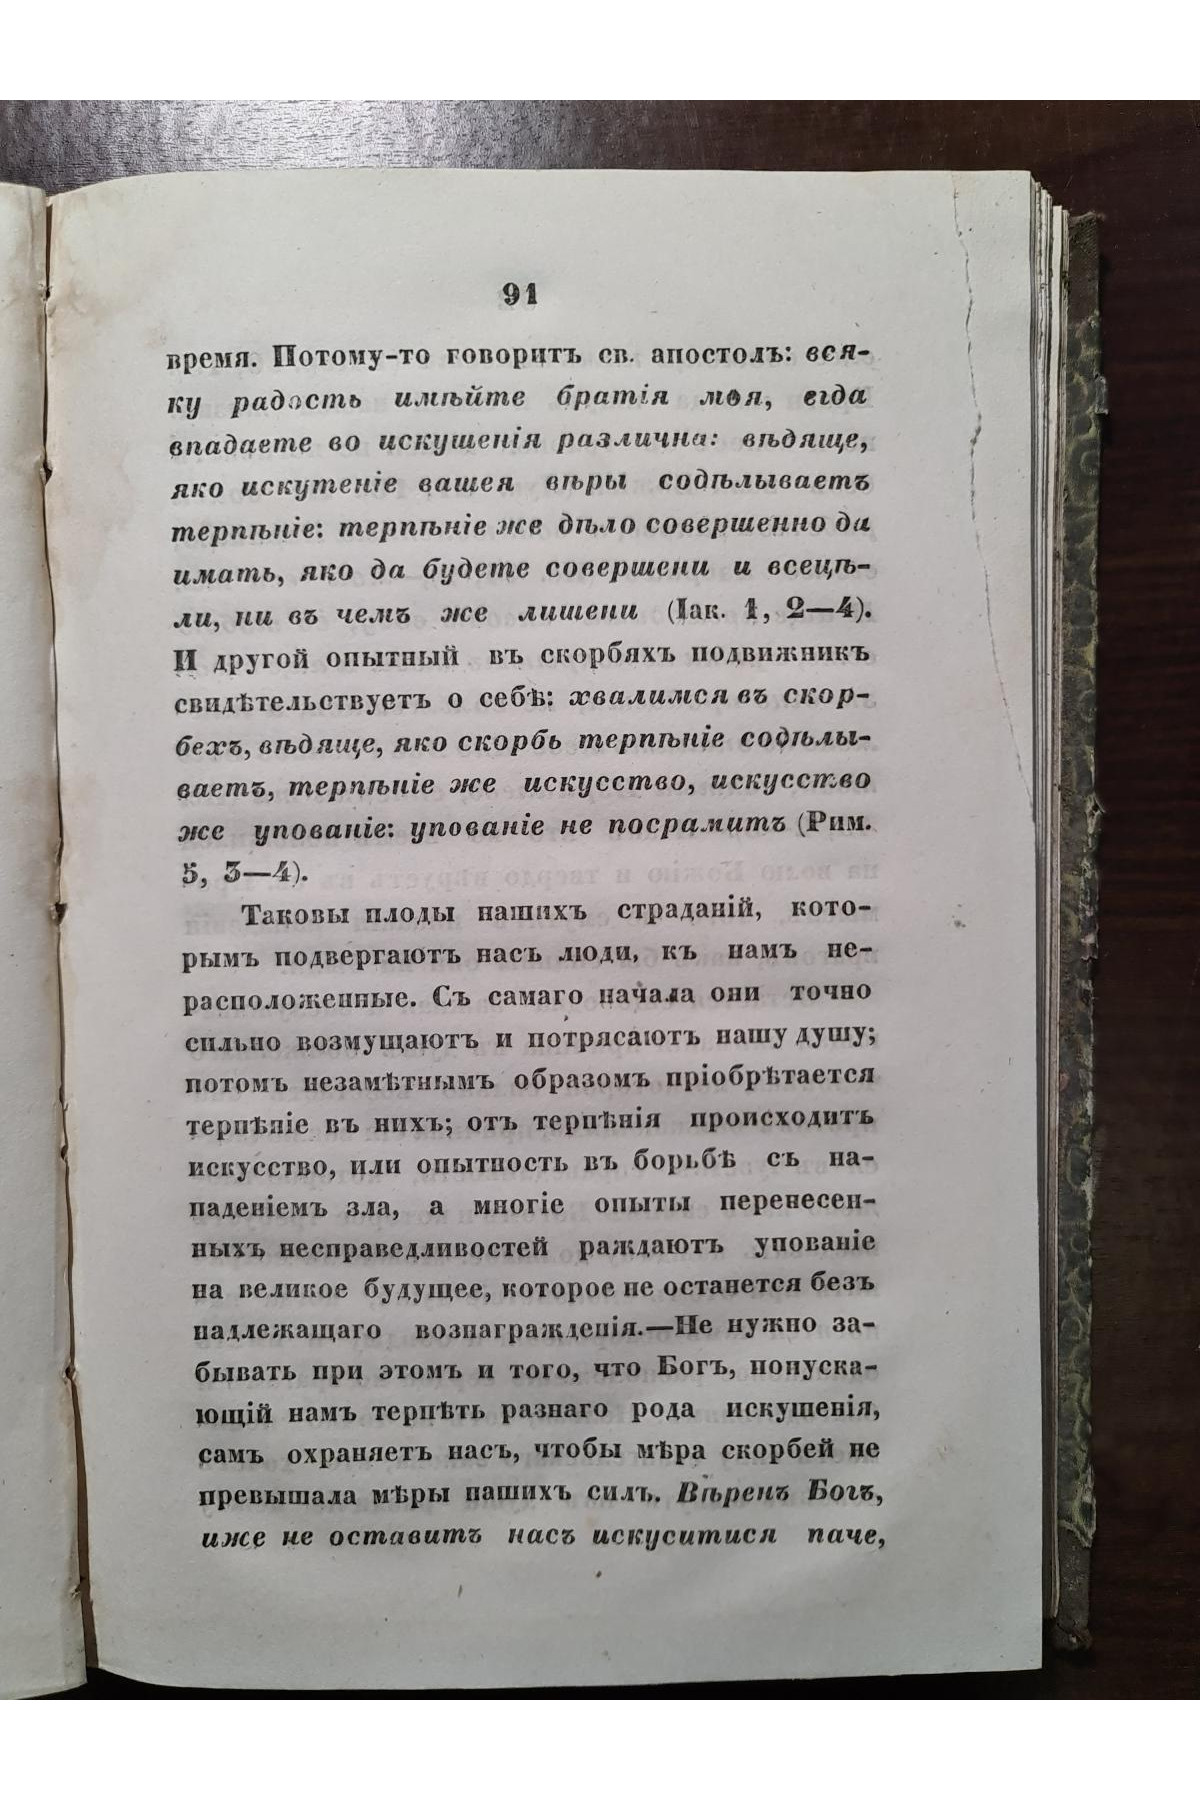 91
время. Потому-то говоритъ св. апостолъ: вся-
ку радость имѣйте братія моя, егда
впадаете во искушенія различна: вѣдяще,
яко искутеніе вашея вѣры содѣлываетъ
терпѣніе: терпѣніе же дѣло совершенно да
имать, яко да будете совершени и всецѣ-
ли, ни въ чемъ же лишени (Іак. 1, 2—4).
И другой опытный въ скорбяхъ подвижникъ
свидѣтельствуетъ о себѣ: хвалимся въ скор-
бехъ, вѣдяще, яко скорбь терпѣніе содѣлы-
ваетъ, терпѣніе же искусство, искусство
же упованіе: упованіе не посрамитъ (Рим.
5, 3—4).
Таковы плоды нашихъ страданій, кото-
рымъ подвергаютъ насъ люди, къ намъ не-
расположенные. Съ самаго начала они точно
сильно возмущаютъ и потрясаютъ нашу душу;
потомъ незамѣтнымъ образомъ пріобрѣтается
терпѣніе въ нихъ; отъ терпѣнія происходитъ
искусство, или опытность въ борьбѣ съ на-
паденіемъ зла, а многіе опыты перенесен-
ныхъ несправедливостей раждаютъ упованіе
на великое будущее, которое не останется безъ
надлежащаго вознагражденія.—Не нужно за-
бывать при этомъ и того, что Богъ, попуска-
ющій намъ терпѣть разнаго рода искушенія,
самъ охраняетъ насъ, чтобы мѣра скорбей не
превышала мѣры нашихъ силъ. Вѣренъ Богъ,
иже не оставитъ насъ искуситися паче,